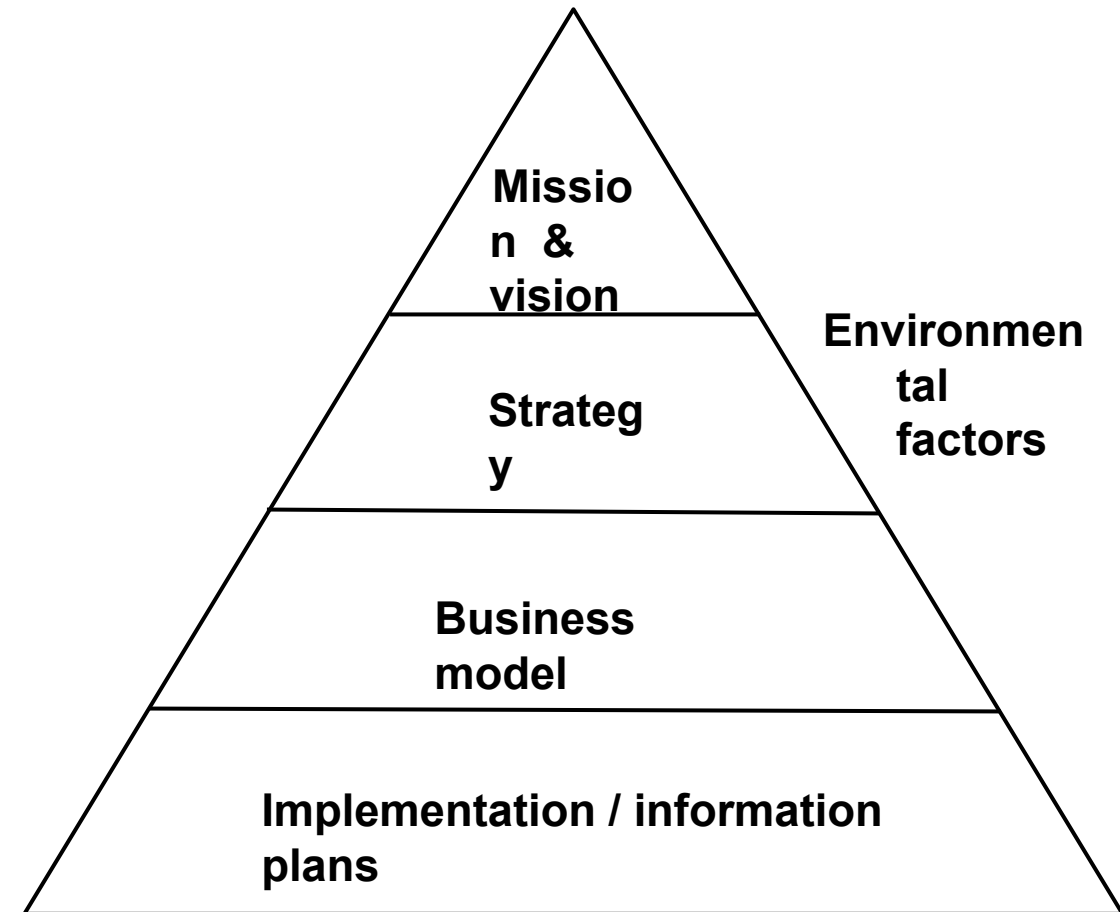 Missio
n &
vision
Environmen
tal
factors
Strateg
y
Business
model
Implementation / information
plans